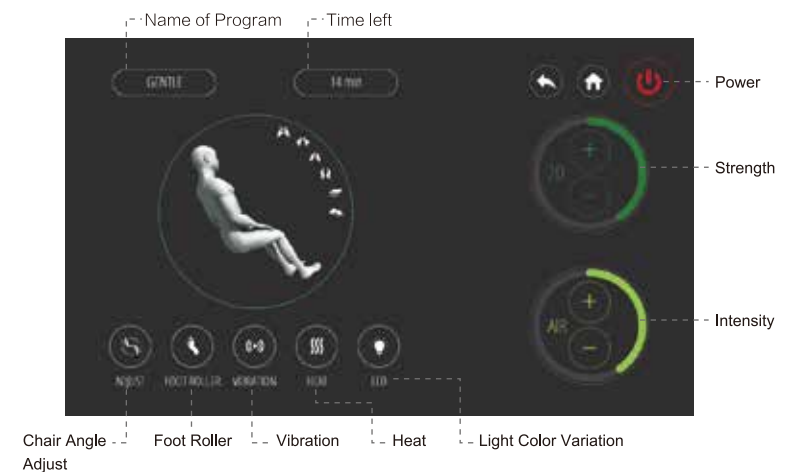 Name of Program
Time left
GENTLE
14 min
Power
Strength
AIR
Intensity
ADJUST
FOOT ROLLER
VIBRATION
HEAT
LED
Chair Angle
Adjust
Foot Roller
Vibration
Heat
Light Color Variation